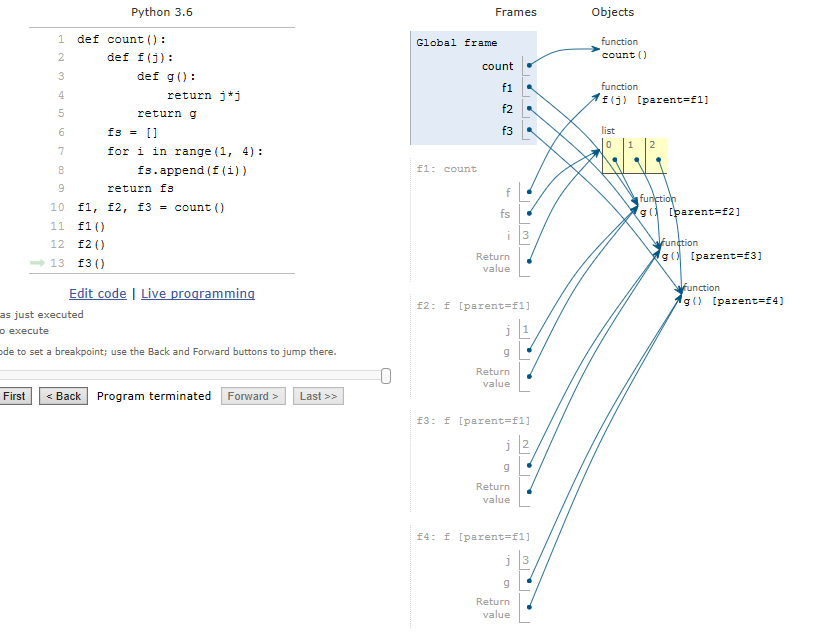 Python 3.6
1 def count():
2     def f(j):
3         def g():
4             return j*j
5         return g
6     fs = []
7     for i in range(1, 4):
8         fs.append(f(i))
9     return fs
10 f1, f2, f3 = count()
11 f1()
12 f2()
13 f3()
Edit code | Live programming
as just executed
o execute
ode to set a breakpoint; use the Back and Forward buttons to jump there.
First < Back Program terminated Forward > Last >>
Frames Objects
Global frame
count
f1
f2
f3
function
count()
function
f(j) [parent=f1]
list
0 1 2
function
g() [parent=f2]
function
g() [parent=f3]
function
g() [parent=f4]
f1: count
f
fs
i 3
Return
value
f2: f [parent=f1]
j 1
g
Return
value
f3: f [parent=f1]
j 2
g
Return
value
f4: f [parent=f1]
j 3
g
Return
value